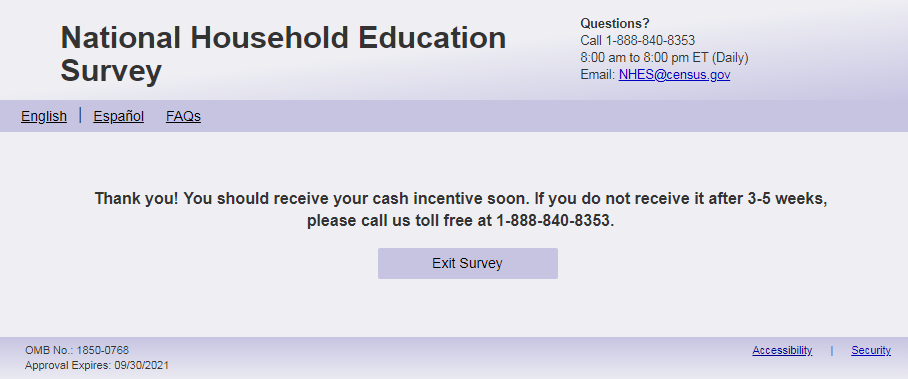 National Household Education
Survey
Questions?
Call 1-888-840-8353
8:00 am to 8:00 pm ET (Daily)
Email: NHES@census.gov
English | Español FAQs
Thank you! You should receive your cash incentive soon. If you do not receive it after 3-5 weeks,
please call us toll free at 1-888-840-8353.
Exit Survey
OMB No.: 1850-0768
Approval Expires: 09/30/2021
Accessibility | Security